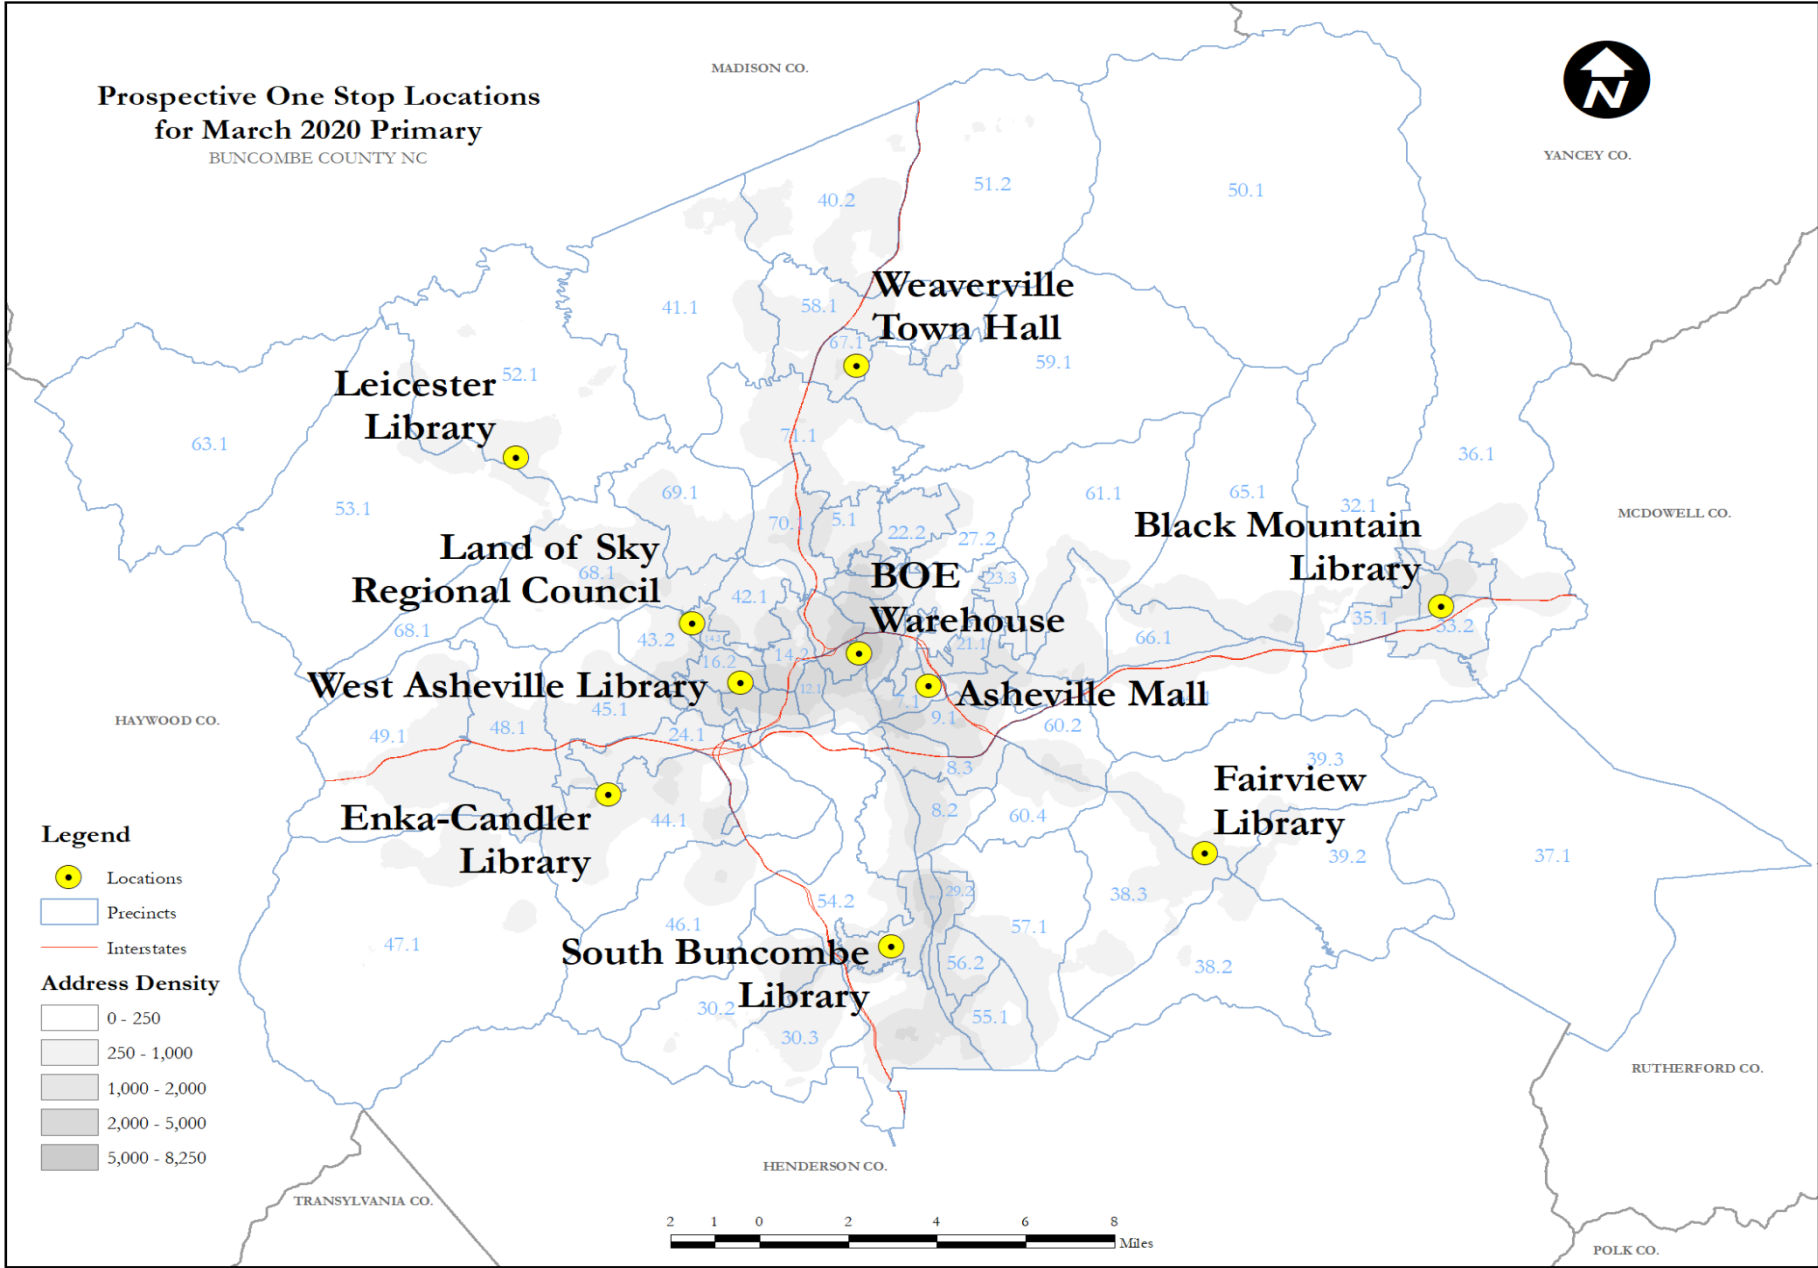 Prospective One Stop Locations
for March 2020 Primary
BUNCOMBE COUNTY NC
MADISON CO.
N
YANCEY CO.
40.2
51.2
50.1
41.1
58.1
Weaverville
Town Hall
67.1
59.1
52.1
Leicester
Library
63.1
71.1
36.1
53.1
69.1
61.1
65.1
32.1
MCDOWELL CO.
70.1
5.1
22.2
27.2
Black Mountain
Library
Land of Sky
Regional Council
68.1
BOE
Warehouse
23.3
42.1
68.1
43.2
35.1
33.2
66.1
21.1
14.2
16.2
West Asheville Library
12.1
Asheville Mall
7.1
9.1
45.1
HAYWOOD CO.
49.1
48.1
24.1
60.2
39.3
8.3
Fairview
Library
8.2
60.4
Enka-Candler
Library
44.1
39.2
37.1
38.3
29.2
54.2
46.1
57.1
47.1
South Buncombe
Library
56.2
38.2
30.2
55.1
30.3
Legend
Locations
Precincts
Interstates
Address Density
0 - 250
250 - 1,000
1,000 - 2,000
2,000 - 5,000
5,000 - 8,250
RUTHERFORD CO.
HENDERSON CO.
TRANSYLVANIA CO.
POLK CO.
2 1 0 2 4 6 8
Miles